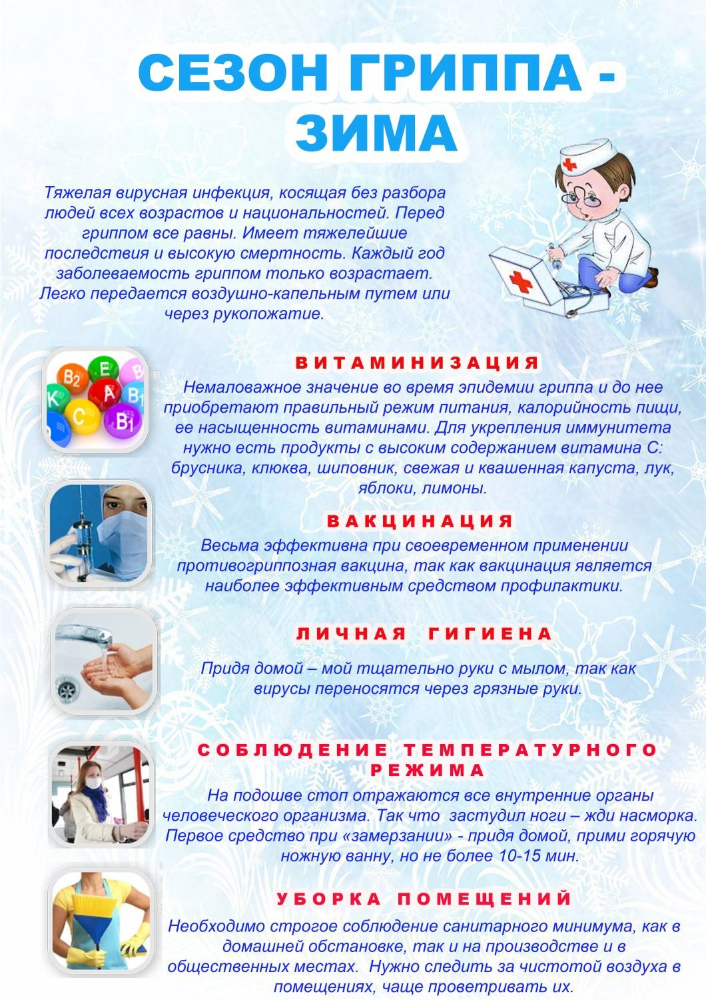 СЕЗОН ГРИППА -
ЗИМА
Тяжелая вирусная инфекция, косящая без разбора
людей всех возрастов и национальностей. Перед
гриппом все равны. Имеет тяжелейшие
последствия и высокую смертность. Каждый год
заболеваемость гриппом только возрастает.
Легко передается воздушно-капельным путем или
через рукопожатие.
B2
E
B
K
A
B1
C
B1
ВИТАМИНИЗАЦИЯ
Немаловажное значение во время эпидемии гриппа и до нее
приобретают правильный режим питания, калорийность пищи,
ее насыщенность витаминами. Для укрепления иммунитета
нужно есть продукты с высоким содержанием витамина С:
брусника, клюква, шиповник, свежая и квашенная капуста, лук,
яблоки, лимоны.
ВАКЦИНАЦИЯ
Весьма эффективна при своевременном применении
противогриппозная вакцина, так как вакцинация является
наиболее эффективным средством профилактики.
ЛИЧНАЯ ГИГИЕНА
Придя домой – мой тщательно руки с мылом, так как
вирусы переносятся через грязные руки.
СОБЛЮДЕНИЕ ТЕМПЕРАТУРНОГО
РЕЖИМА
На подошве стоп отражаются все внутренние органы
человеческого организма. Так что застудил ноги – жди насморка.
Первое средство при «замерзании» - придя домой, прими горячую
ножную ванну, но не более 10-15 мин.
УБОРКА ПОМЕЩЕНИЙ
Необходимо строгое соблюдение санитарного минимума, как в
домашней обстановке, так и на производстве и в
общественных местах. Нужно следить за чистотой воздуха в
помещениях, чаще проветривать их.